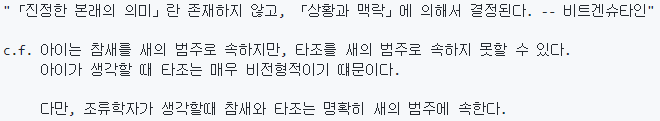 "「진정한 본래의 의미」란 존재하지 않고, 「상황과 맥락」에 의해서 결정된다. -- 비트겐슈타인"
c.f. 아이는 참새를 새의 범주로 속하지만, 타조를 새의 범주로 속하지 못할 수 있다.
아이가 생각할 때 타조는 매우 비전형적이기 떄문이다.
다만, 조류학자가 생각할때 참새와 타조는 명확히 새의 범주에 속한다.